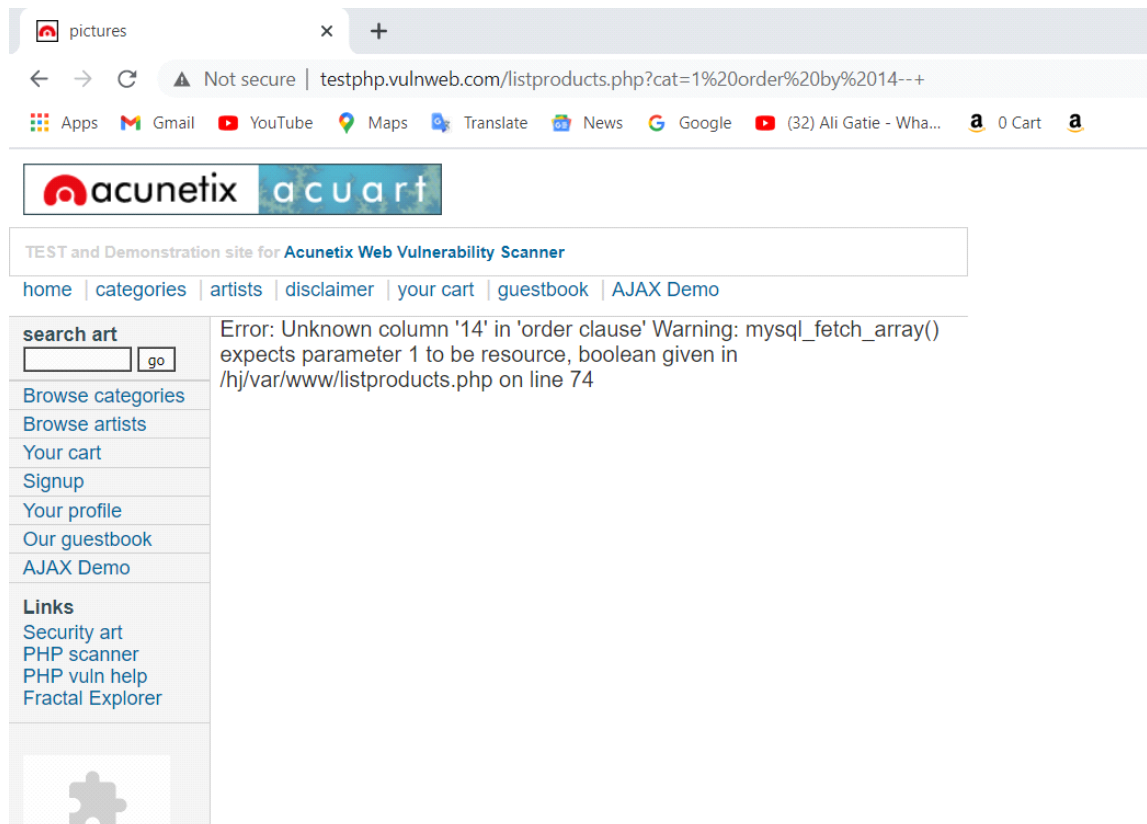 pictures
Not secure | testphp.vulnweb.com/listproducts.php?cat=1%20order%20by%2014--+
Apps Gmail YouTube Maps Translate News Google (32) Ali Gatie - Wha... 0 Cart
acunetix acuart
TEST and Demonstration site for Acunetix Web Vulnerability Scanner
home | categories | artists | disclaimer | your cart | guestbook | AJAX Demo
search art
go
Browse categories
Browse artists
Your cart
Signup
Your profile
Our guestbook
AJAX Demo
Links
Security art
PHP scanner
PHP vuln help
Fractal Explorer
Error: Unknown column '14' in 'order clause' Warning: mysql_fetch_array()
expects parameter 1 to be resource, boolean given in
/hj/var/www/listproducts.php on line 74